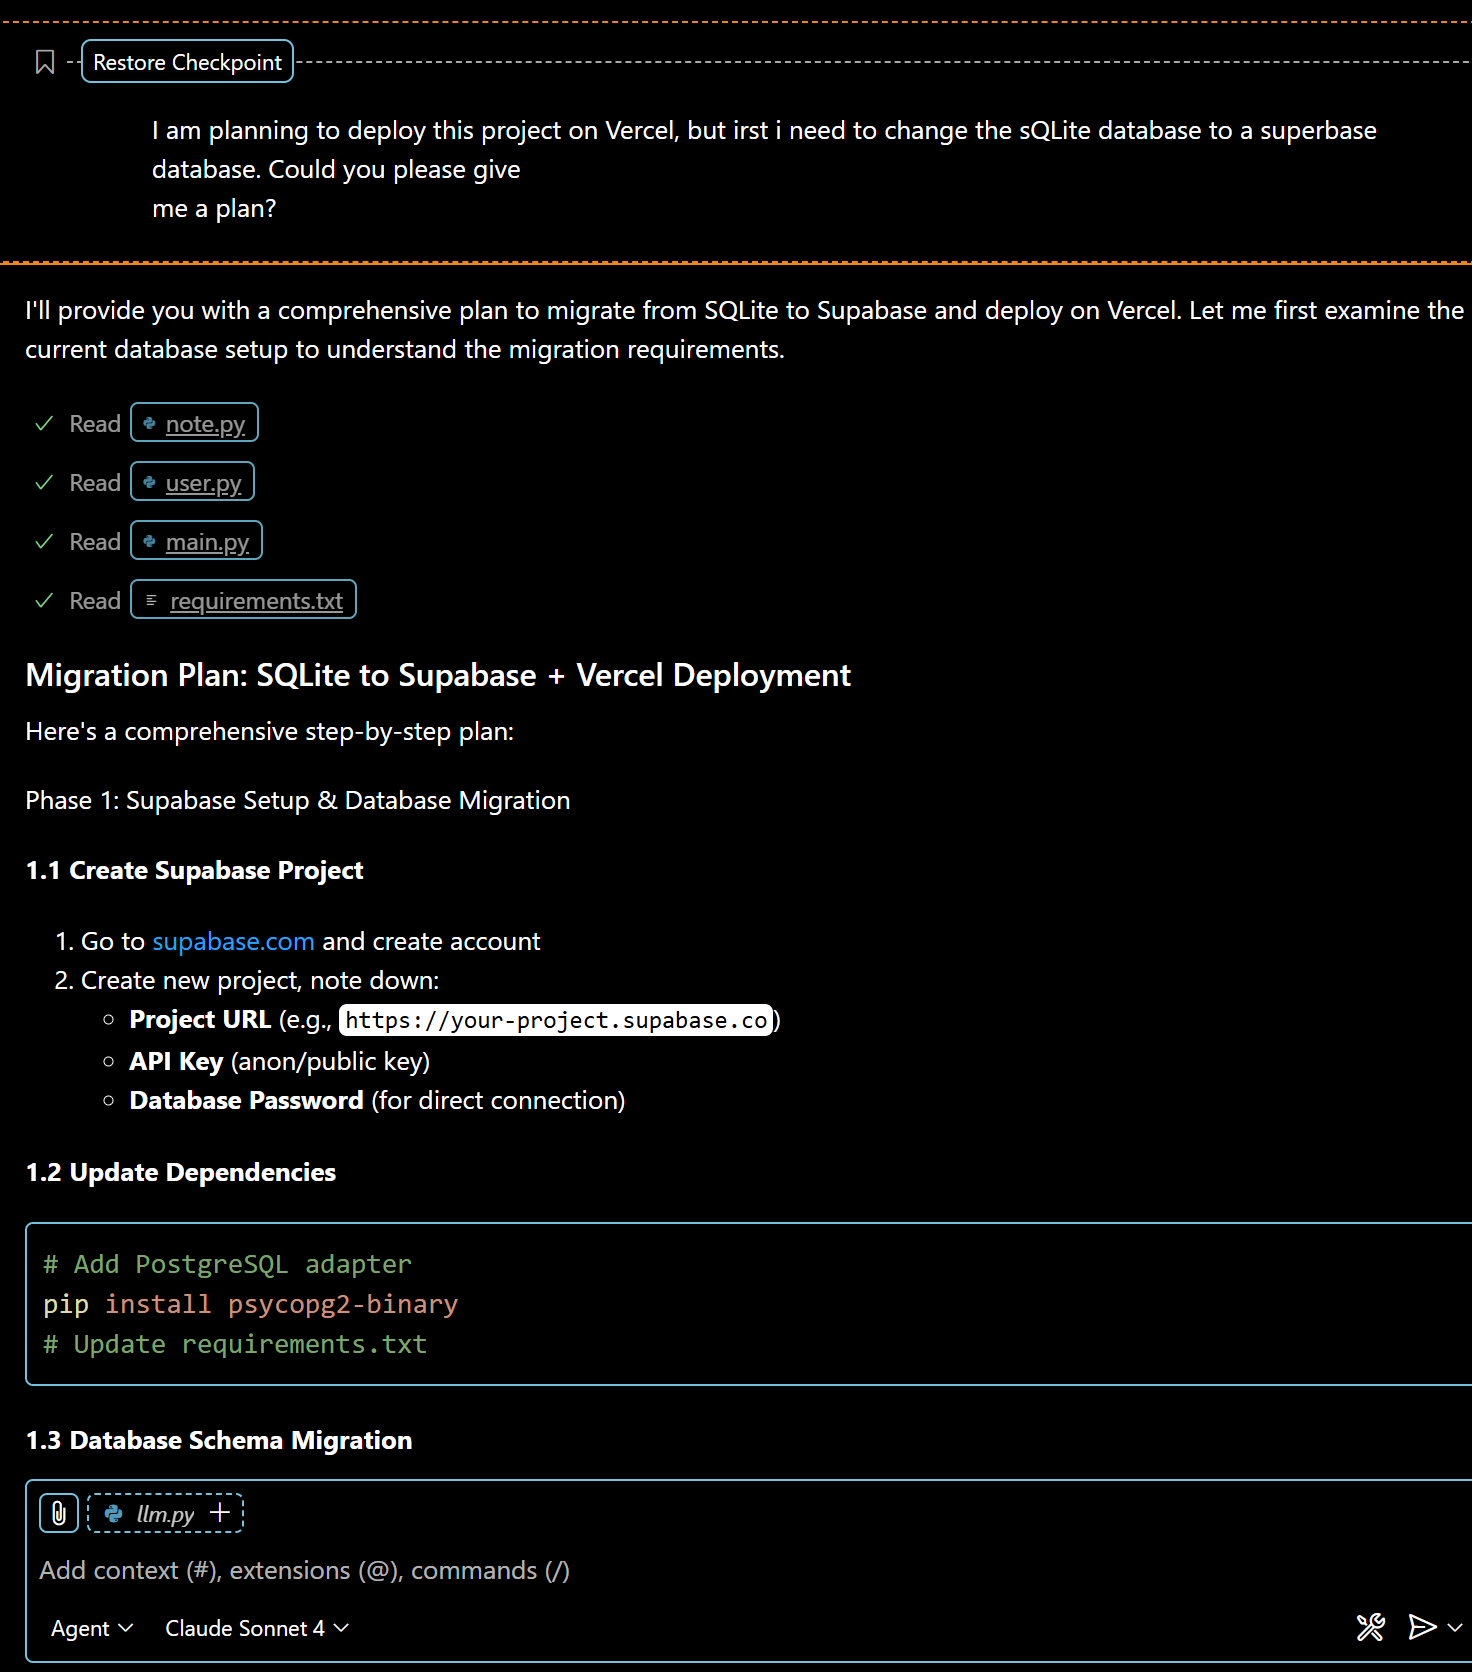 Restore Checkpoint
I am planning to deploy this project on Vercel, but irst i need to change the sQLite database to a superbase
database. Could you please give
me a plan?
I'll provide you with a comprehensive plan to migrate from SQLite to Supabase and deploy on Vercel. Let me first examine the
current database setup to understand the migration requirements.
Read note.py
Read user.py
Read main.py
Read requirements.txt
Migration Plan: SQLite to Supabase + Vercel Deployment
Here's a comprehensive step-by-step plan:
Phase 1: Supabase Setup & Database Migration
1.1 Create Supabase Project
1. Go to supabase.com and create account
2. Create new project, note down:
Project URL (e.g., https://your-project.supabase.co)
API Key (anon/public key)
Database Password (for direct connection)
1.2 Update Dependencies
# Add PostgreSQL adapter
pip install psycopg2-binary
# Update requirements.txt
1.3 Database Schema Migration
llm.py +
Add context (#), extensions (@), commands (/)
Agent Claude Sonnet 4